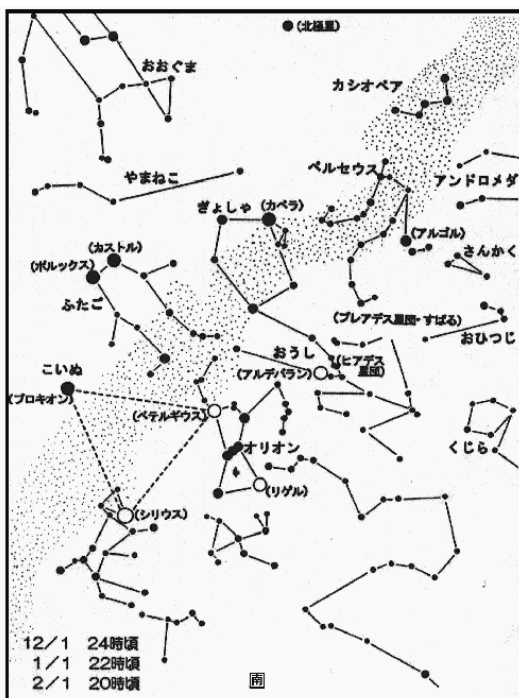 (北極星)
おおぐま
カシオペア
ペルセウス
やまねこ
アンドロメダ
ぎょしゃ
(カペラ)
(アルゴル)
(カストル)
さんかく
(ポルックス)
ふたご
(プレアデス星団・すばる)
おひつじ
おうし
(ヒアデス
星団)
こいぬ
(アルデバラン)
(プロキオン)
(ベテルギウス)
オリオン
くじら
(リゲル)
(シリウス)
12/1 24時頃
1/1 22時頃
2/1 20時頃
南